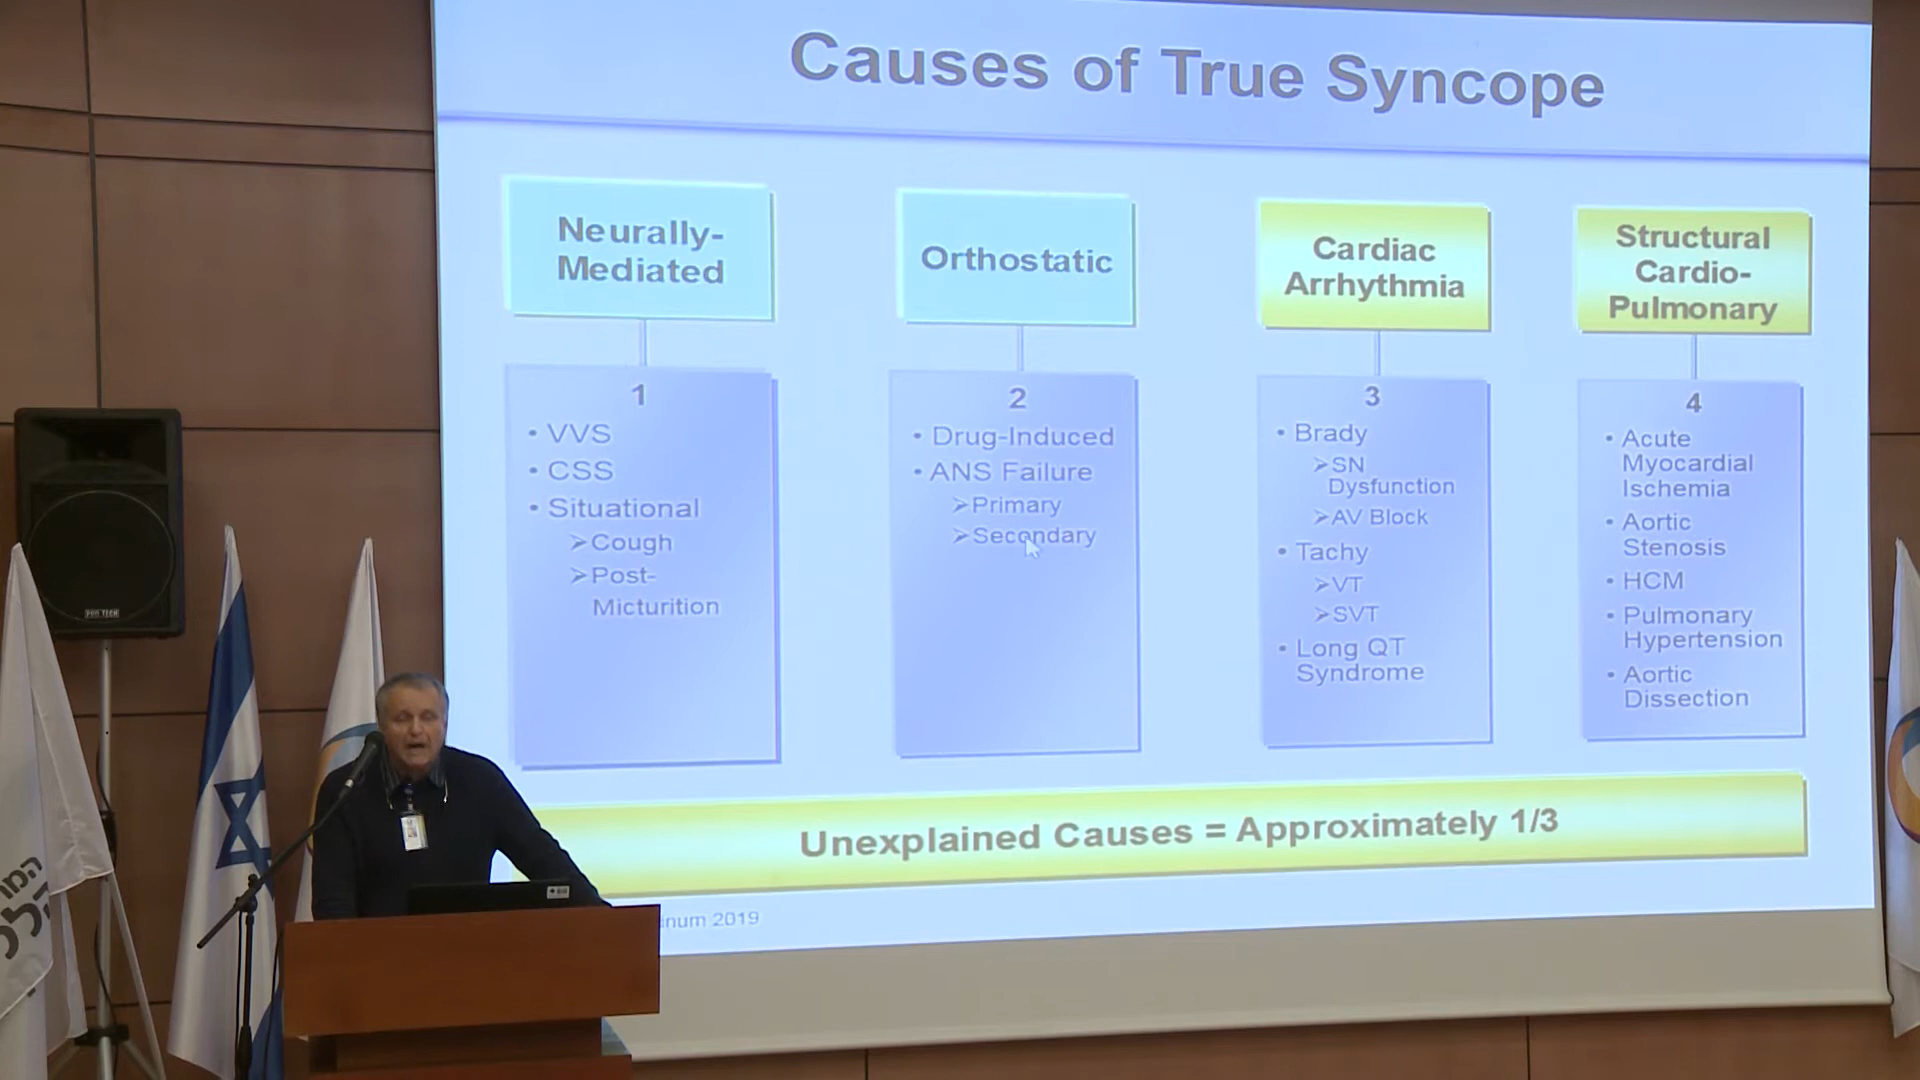 Causes of True Syncope
Neurally-
Mediated
1
• VVS
• CSS
• Situational
➢Cough
➢Post-
Micturition
Orthostatic
2
• Drug-Induced
• ANS Failure
➢Primary
➢Secondary
Cardiac
Arrhythmia
3
• Brady
➢SN
Dysfunction
➢AV Block
• Tachy
➢VT
➢SVT
• Long QT
Syndrome
Structural
Cardio-
Pulmonary
4
• Acute
Myocardial
Ischemia
• Aortic
Stenosis
• HCM
• Pulmonary
Hypertension
• Aortic
Dissection
Unexplained Causes = Approximately 1/3
2019
PRO TECH